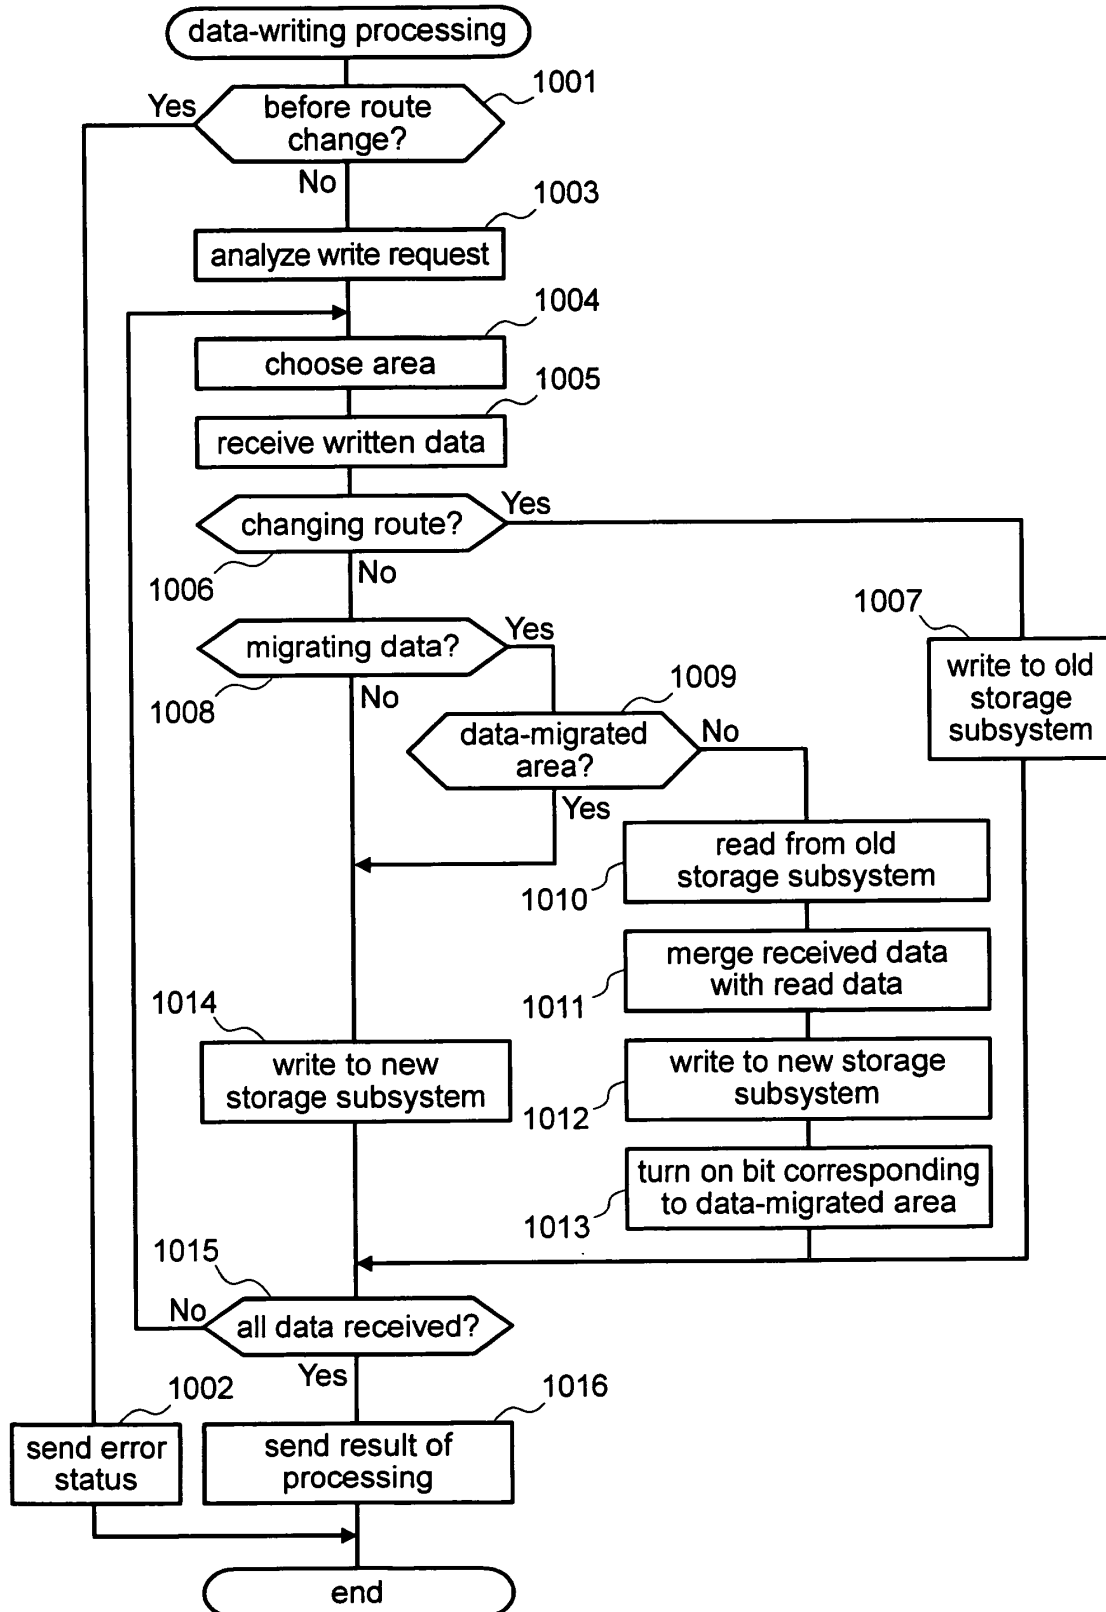 data-writing processing
1001
Yes
before route
change?
No
1003
analyze write request
1004
choose area
1005
receive written data
Yes
changing route?
1006
No
1007
Yes
migrating data?
write to old
storage
subsystem
1008
No
1009
data-migrated
area?
No
Yes
read from old
storage subsystem
1010
merge received data
with read data
1011
1014
write to new
storage subsystem
write to new storage
subsystem
1012
turn on bit corresponding
to data-migrated area
1013
1015
No
all data received?
Yes
1002
1016
send error
status
send result of
processing
end